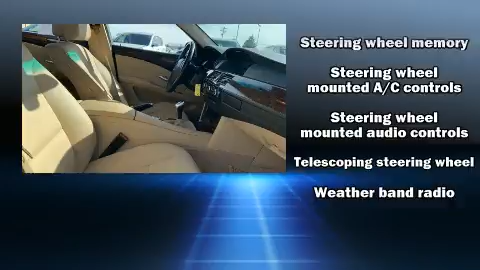 Steering wheel memory
Steering wheel
mounted A/C controls
Steering wheel
mounted audio controls
Telescoping steering wheel
Weather band radio